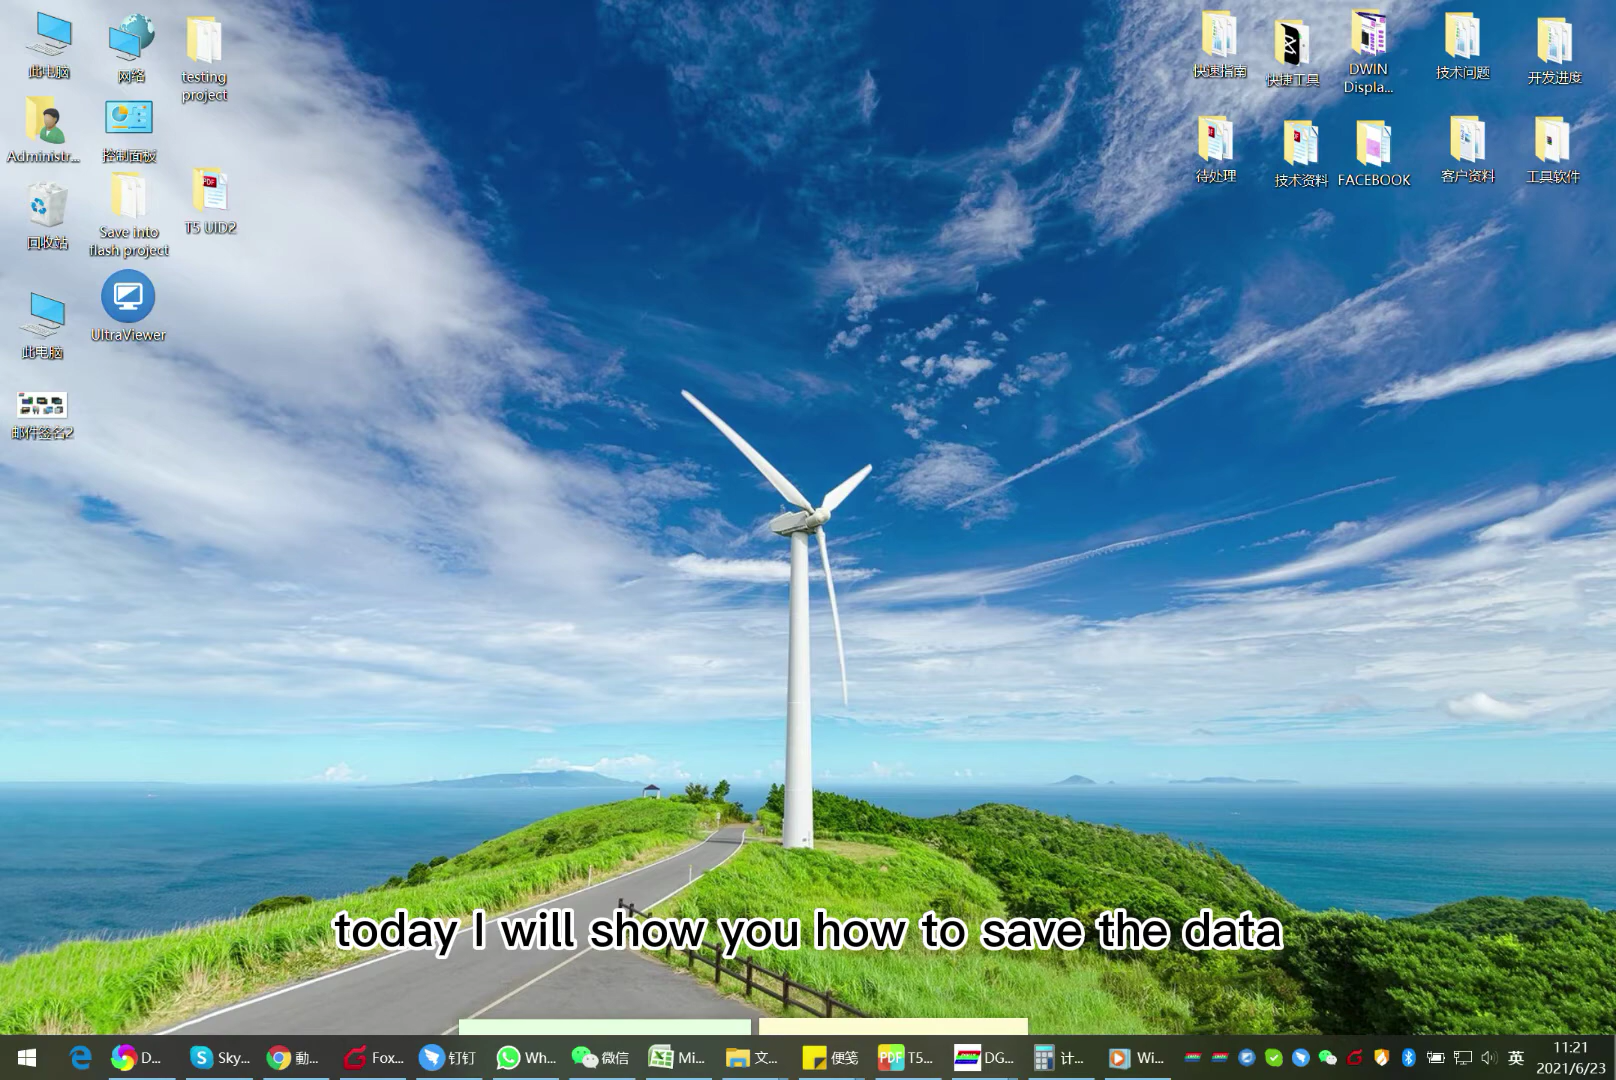 此电脑
网络
testing
project
Administr...
控制面板
回收站
Save into
flash project
T5 UID2
此电脑
UltraViewer
邮件签名2
快速指南
快捷工具
DWIN
Displa...
技术问题
开发进度
待处理
技术资料
FACEBOOK
客户资料
工具软件
today I will show you how to save the data
D...
Sky...
動...
Fox...
钉钉
Wh...
微信
Mi...
文...
便笺
T5...
DG...
计...
Wi...
英
11:21
2021/6/23